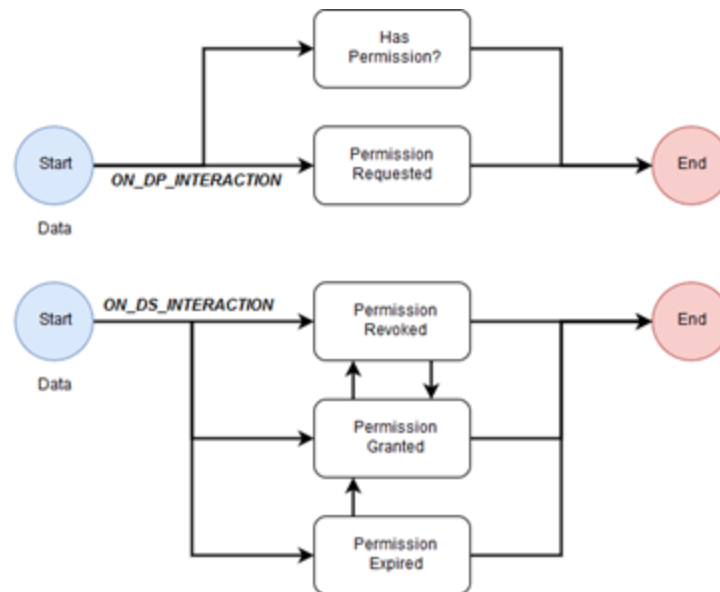 Has
Permission?
Start
ON_DP_INTERACTION
Permission
Requested
End
Data
Start
ON_DS_INTERACTION
Permission
Revoked
End
Data
Permission
Granted
Permission
Expired